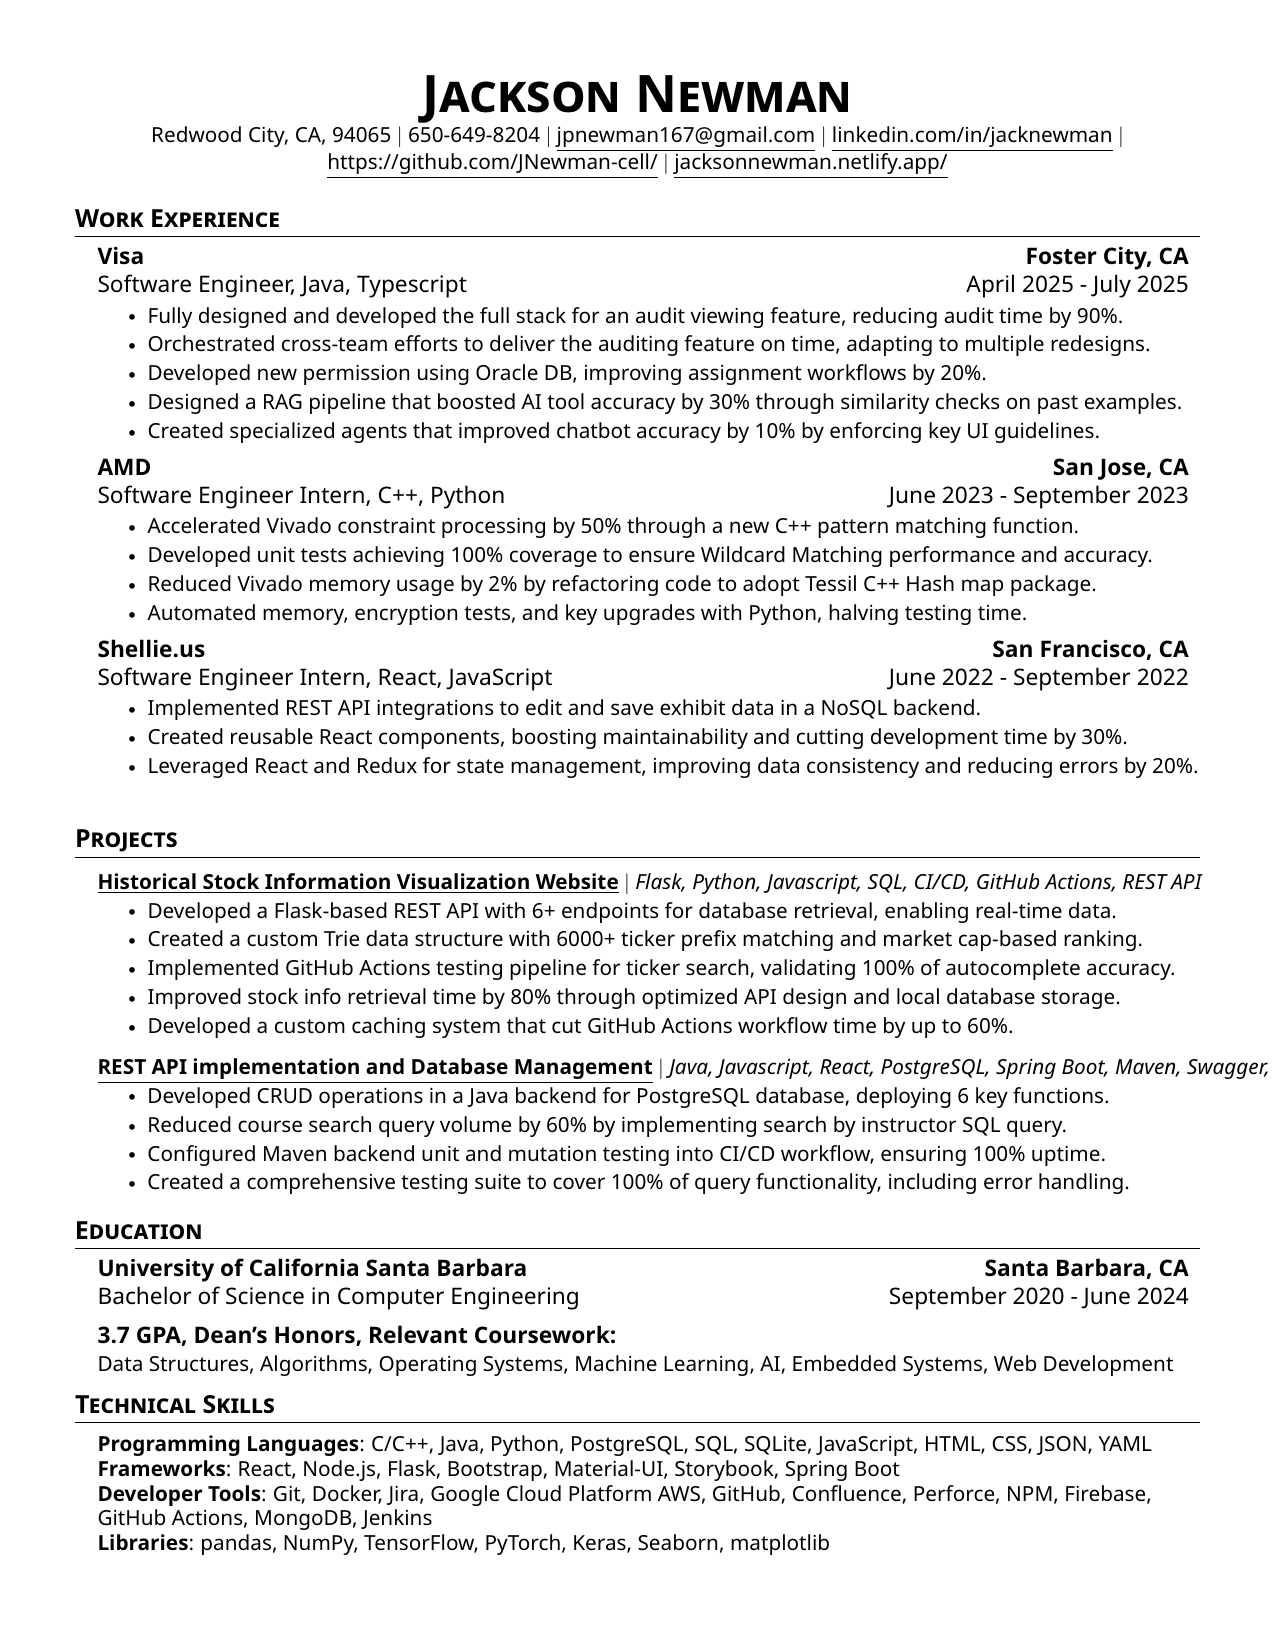 Jackson Newman
Redwood City, CA, 94065 | 650-649-8204 | jpnewman167@gmail.com | linkedin.com/in/jacknewman |
https://github.com/JNewman-cell/ | jacksonnewman.netlify.app/
Work Experience
Visa Foster City, CA
Software Engineer, Java, Typescript April 2025 - July 2025
• Fully designed and developed the full stack for an audit viewing feature, reducing audit time by 90%.
• Orchestrated cross-team efforts to deliver the auditing feature on time, adapting to multiple redesigns.
• Developed new permission using Oracle DB, improving assignment workflows by 20%.
• Designed a RAG pipeline that boosted AI tool accuracy by 30% through similarity checks on past examples.
• Created specialized agents that improved chatbot accuracy by 10% by enforcing key UI guidelines.
AMD San Jose, CA
Software Engineer Intern, C++, Python June 2023 - September 2023
• Accelerated Vivado constraint processing by 50% through a new C++ pattern matching function.
• Developed unit tests achieving 100% coverage to ensure Wildcard Matching performance and accuracy.
• Reduced Vivado memory usage by 2% by refactoring code to adopt Tessil C++ Hash map package.
• Automated memory, encryption tests, and key upgrades with Python, halving testing time.
Shellie.us San Francisco, CA
Software Engineer Intern, React, JavaScript June 2022 - September 2022
• Implemented REST API integrations to edit and save exhibit data in a NoSQL backend.
• Created reusable React components, boosting maintainability and cutting development time by 30%.
• Leveraged React and Redux for state management, improving data consistency and reducing errors by 20%.
Projects
Historical Stock Information Visualization Website | Flask, Python, Javascript, SQL, CI/CD, GitHub Actions, REST API
• Developed a Flask-based REST API with 6+ endpoints for database retrieval, enabling real-time data.
• Created a custom Trie data structure with 6000+ ticker prefix matching and market cap-based ranking.
• Implemented GitHub Actions testing pipeline for ticker search, validating 100% of autocomplete accuracy.
• Improved stock info retrieval time by 80% through optimized API design and local database storage.
• Developed a custom caching system that cut GitHub Actions workflow time by up to 60%.
REST API implementation and Database Management | Java, Javascript, React, PostgreSQL, Spring Boot, Maven, Swagger,
• Developed CRUD operations in a Java backend for PostgreSQL database, deploying 6 key functions.
• Reduced course search query volume by 60% by implementing search by instructor SQL query.
• Configured Maven backend unit and mutation testing into CI/CD workflow, ensuring 100% uptime.
• Created a comprehensive testing suite to cover 100% of query functionality, including error handling.
Education
University of California Santa Barbara Santa Barbara, CA
Bachelor of Science in Computer Engineering September 2020 - June 2024
3.7 GPA, Dean’s Honors, Relevant Coursework:
Data Structures, Algorithms, Operating Systems, Machine Learning, AI, Embedded Systems, Web Development
Technical Skills
Programming Languages: C/C++, Java, Python, PostgreSQL, SQL, SQLite, JavaScript, HTML, CSS, JSON, YAML
Frameworks: React, Node.js, Flask, Bootstrap, Material-UI, Storybook, Spring Boot
Developer Tools: Git, Docker, Jira, Google Cloud Platform AWS, GitHub, Confluence, Perforce, NPM, Firebase,
GitHub Actions, MongoDB, Jenkins
Libraries: pandas, NumPy, TensorFlow, PyTorch, Keras, Seaborn, matplotlib